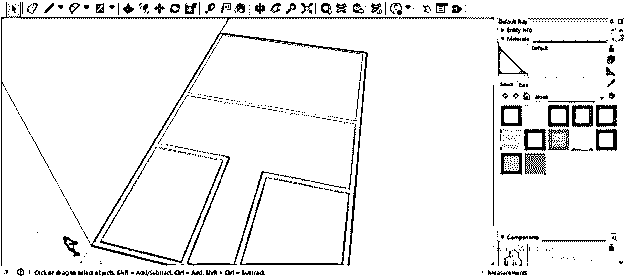 Default Tray
Entity Info
Materials
Default
Select Edit
Components
Click or drag to select objects. Shift = Add/Subtract. Ctrl = Add. Shift + Ctrl = Subtract.
Measurements